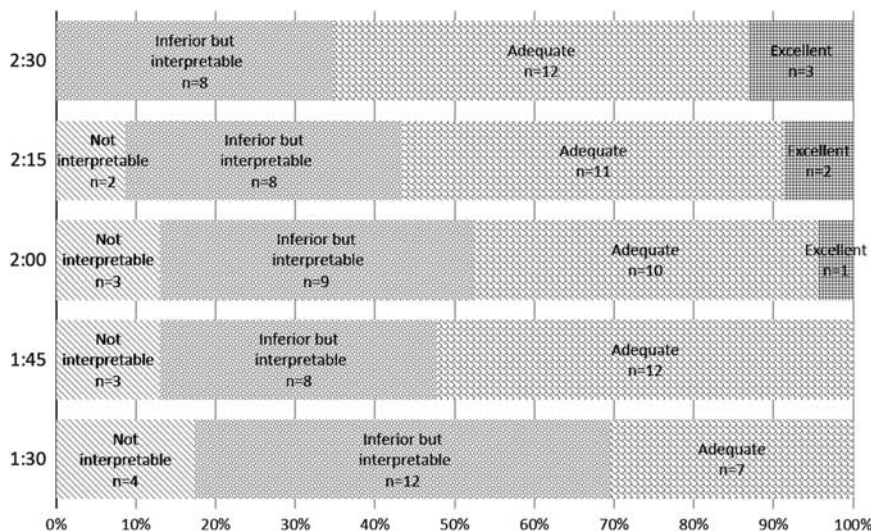 2:30
Inferior but
interpretable
n=8
Adequate
n=12
Excellent
n=3
2:15
Not
interpretable
n=2
Inferior but
interpretable
n=8
Adequate
n=11
Excellent
n=2
2:00
Not
interpretable
n=3
Inferior but
interpretable
n=9
Adequate
n=10
Excellent
n=1
1:45
Not
interpretable
n=3
Inferior but
interpretable
n=8
Adequate
n=12
1:30
Not
interpretable
n=4
Inferior but
interpretable
n=12
Adequate
n=7
0% 10% 20% 30% 40% 50% 60% 70% 80% 90% 100%